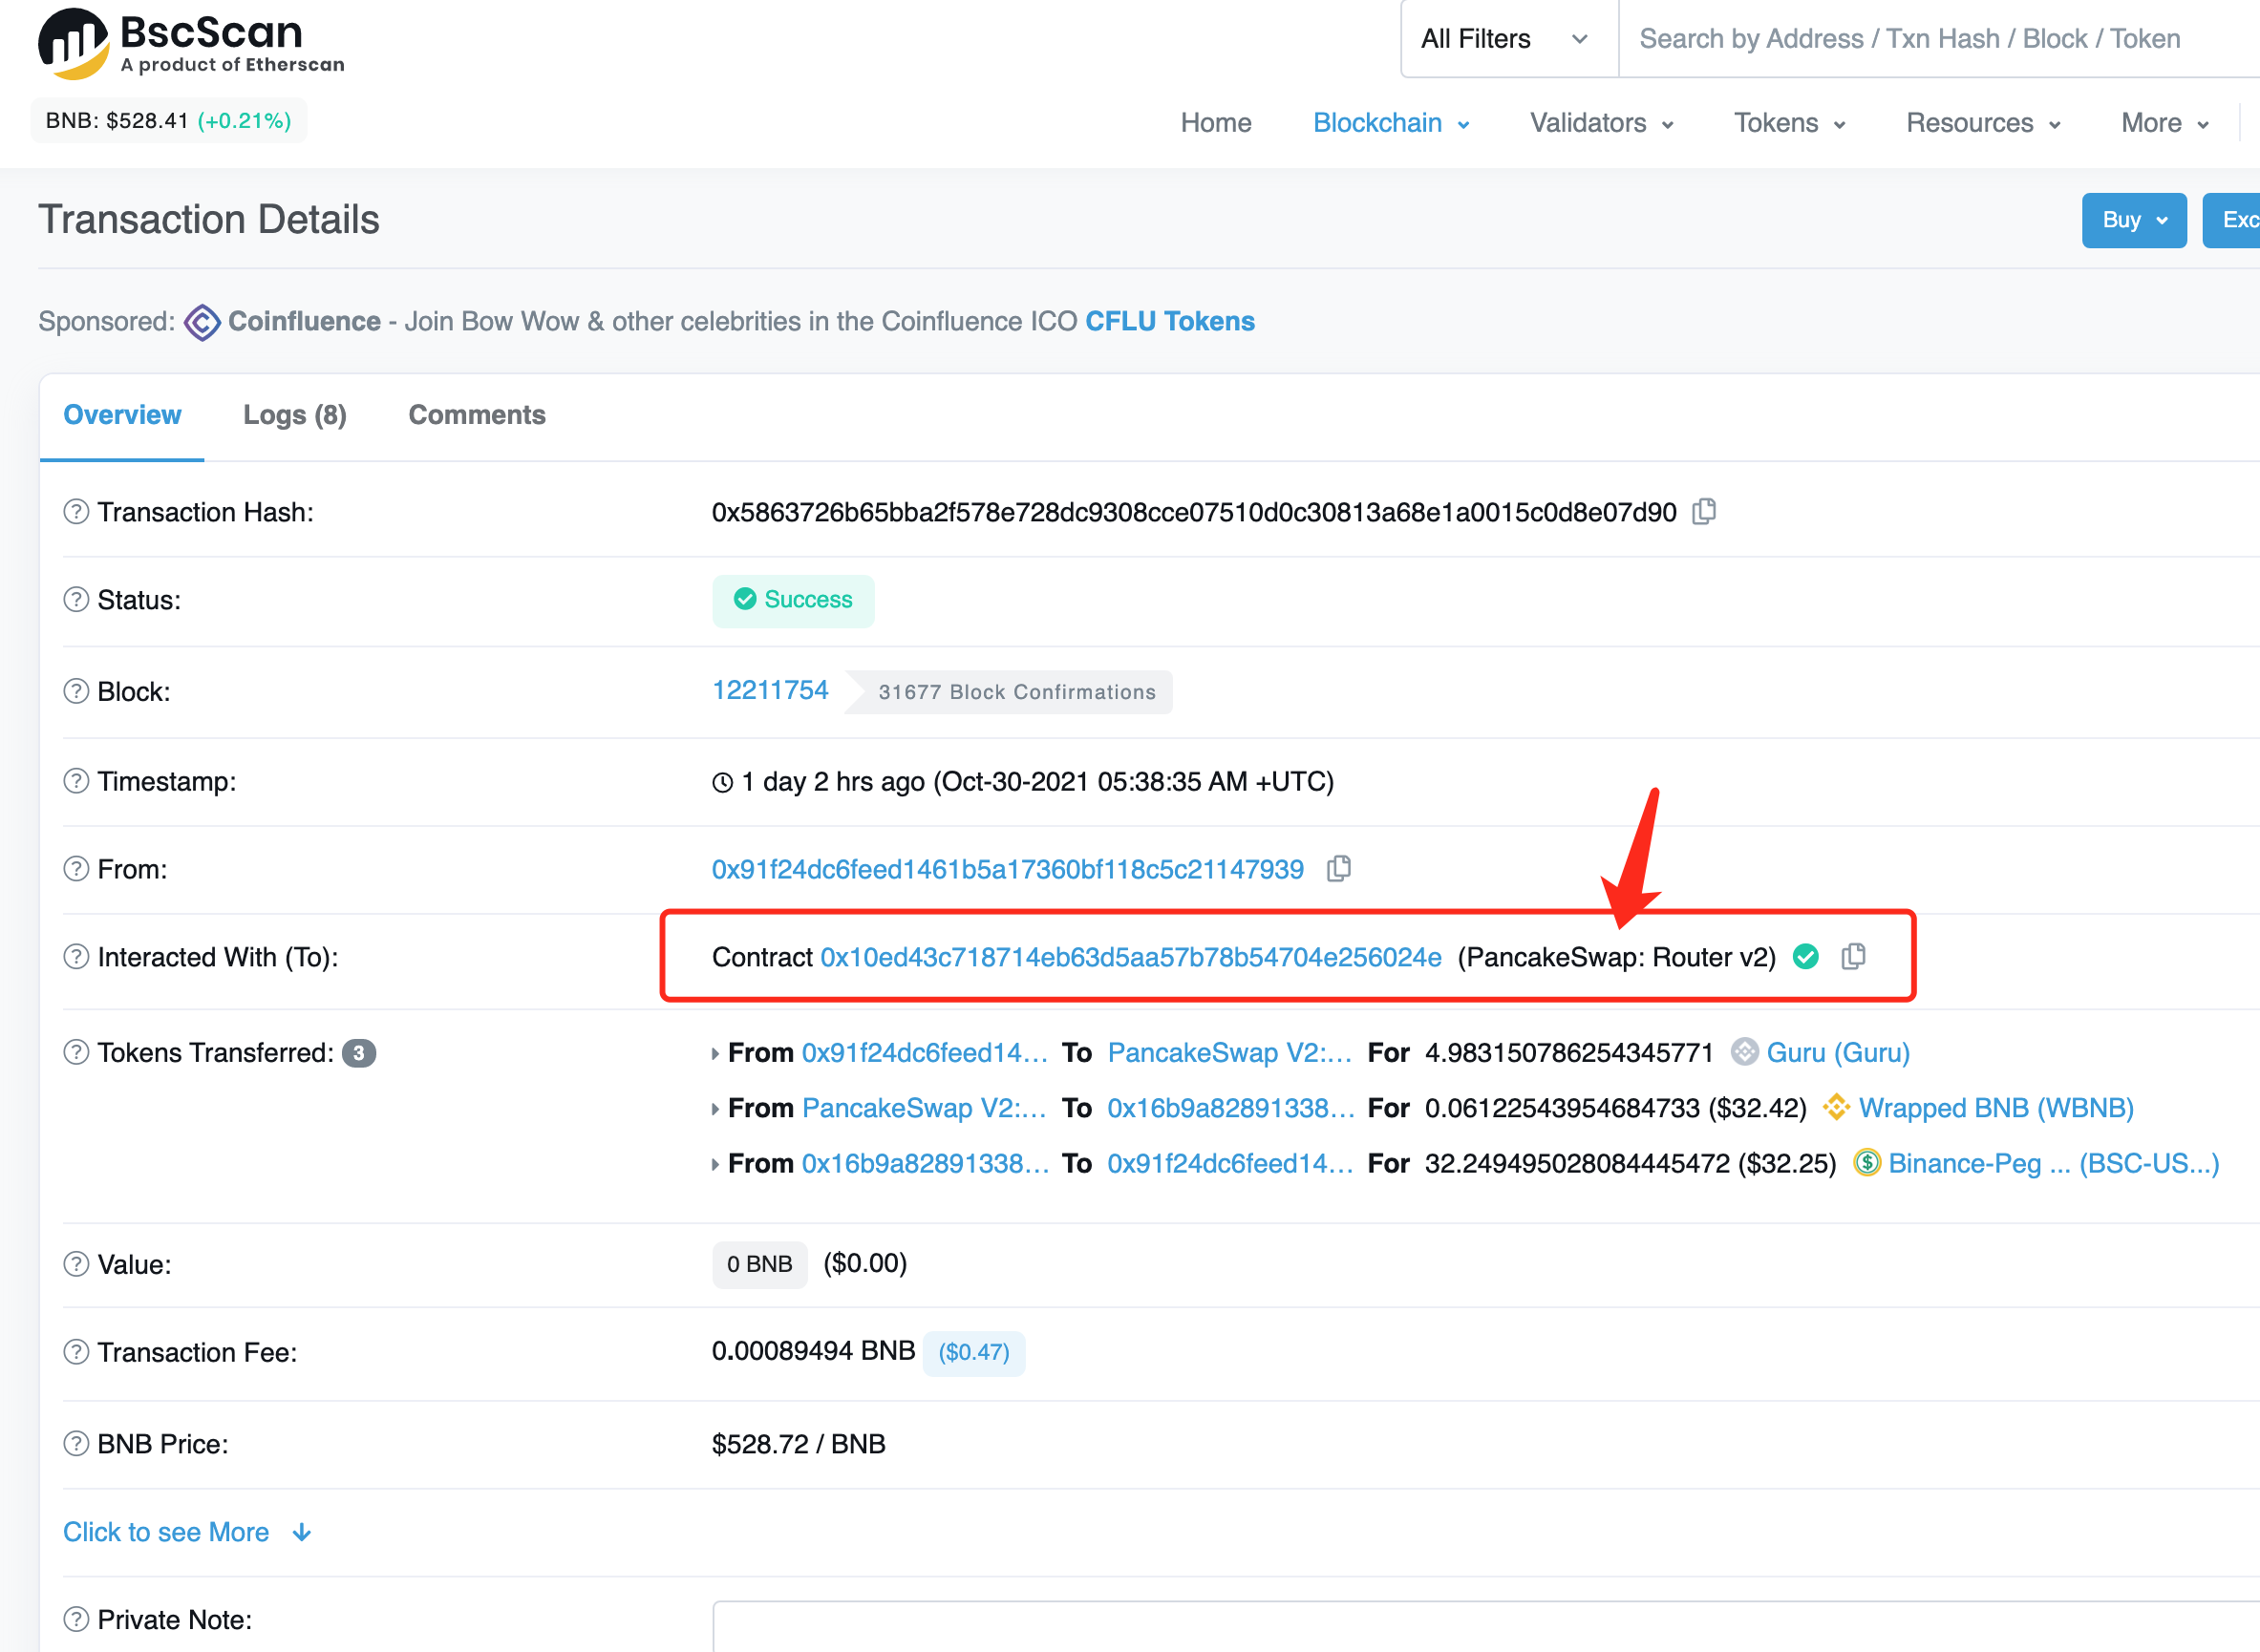 BscScan
A product of Etherscan
All Filters
Search by Address / Txn Hash / Block / Token
BNB: $528.41 (+0.21%)
Home Blockchain Validators Tokens Resources More
Transaction Details
Buy
Exc
Sponsored: Coinfluence - Join Bow Wow & other celebrities in the Coinfluence ICO CFLU Tokens
Overview Logs (8) Comments
Transaction Hash: 0x5863726b65bba2f578e728dc9308cce07510d0c30813a68e1a0015c0d8e07d90
Status: Success
Block: 12211754 31677 Block Confirmations
Timestamp: 1 day 2 hrs ago (Oct-30-2021 05:38:35 AM +UTC)
From: 0x91f24dc6feed1461b5a17360bf118c5c21147939
Interacted With (To): Contract 0x10ed43c718714eb63d5aa57b78b54704e256024e (PancakeSwap: Router v2)
Tokens Transferred: 3 From 0x91f24dc6feed14... To PancakeSwap V2:... For 4.983150786254345771 Guru (Guru)
From PancakeSwap V2:... To 0x16b9a82891338... For 0.06122543954684733 ($32.42) Wrapped BNB (WBNB)
From 0x16b9a82891338... To 0x91f24dc6feed14... For 32.249495028084445472 ($32.25) Binance-Peg ... (BSC-US...)
Value: 0 BNB ($0.00)
Transaction Fee: 0.00089494 BNB ($0.47)
BNB Price: $528.72 / BNB
Click to see More
Private Note: